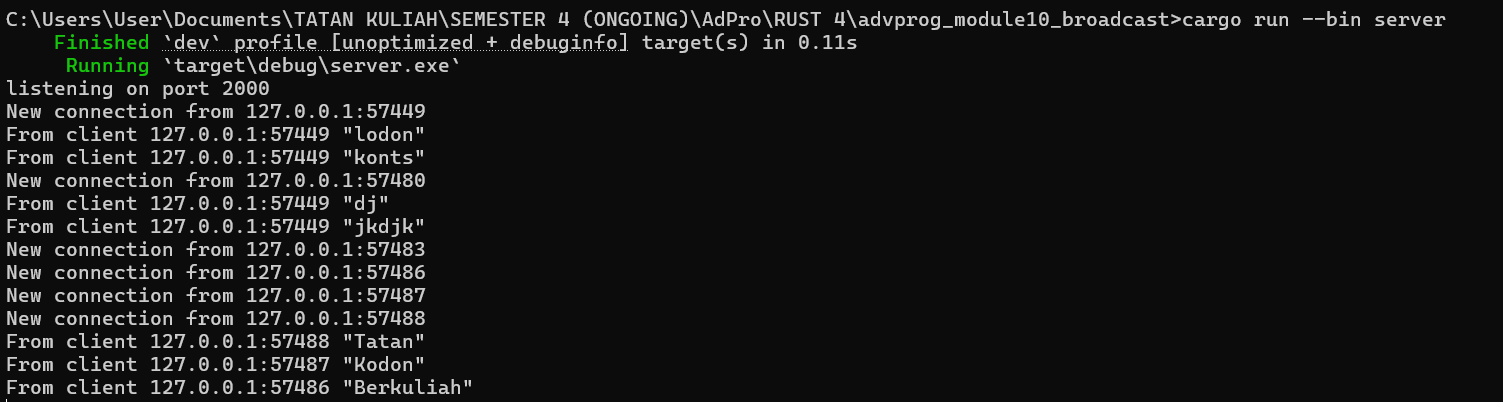 C:\Users\User\Documents\TATAN KULIAH\SEMESTER 4 (ONGOING)\AdPro\RUST 4\advprog_module10_broadcast>cargo run --bin server
    Finished `dev` profile [unoptimized + debuginfo] target(s) in 0.11s
     Running `target\debug\server.exe`
listening on port 2000
New connection from 127.0.0.1:57449
From client 127.0.0.1:57449 "lodon"
From client 127.0.0.1:57449 "konts"
New connection from 127.0.0.1:57480
From client 127.0.0.1:57449 "dj"
From client 127.0.0.1:57449 "jkdjk"
New connection from 127.0.0.1:57483
New connection from 127.0.0.1:57486
New connection from 127.0.0.1:57487
New connection from 127.0.0.1:57488
From client 127.0.0.1:57488 "Tatan"
From client 127.0.0.1:57487 "Kodon"
From client 127.0.0.1:57486 "Berkuliah"